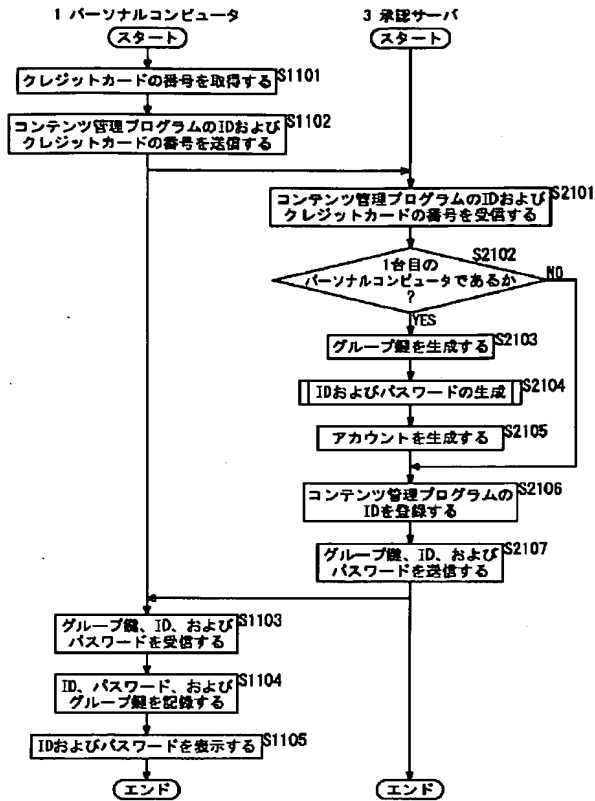 1 パーソナルコンピュータ
スタート
クレジットカードの番号を取得する
S1101
コンテンツ管理プログラムのIDおよび
クレジットカードの番号を送信する
S1102
3 承認サーバ
スタート
コンテンツ管理プログラムのIDおよび
クレジットカードの番号を受信する
S2101
1台目の
パーソナルコンピュータであるか
?
S2102
NO
YES
グループ鍵を生成する
S2103
IDおよびパスワードの生成
S2104
アカウントを生成する
S2105
コンテンツ管理プログラムの
IDを登録する
S2106
グループ鍵、ID、および
パスワードを送信する
S2107
グループ鍵、ID、および
パスワードを受信する
S1103
ID、パスワード、および
グループ鍵を記録する
S1104
IDおよびパスワードを表示する
S1105
エンド
エンド